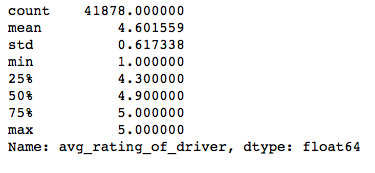 count    41878.000000
mean         4.601559
std          0.617338
min          1.000000
25%          4.300000
50%          4.900000
75%          5.000000
max          5.000000
Name: avg_rating_of_driver, dtype: float64